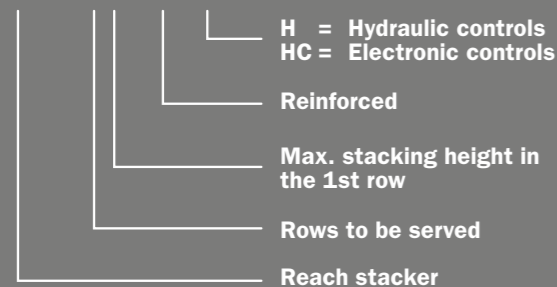 H = Hydraulic controls
HC = Electronic controls
Reinforced
Max. stacking height in
the 1st row
Rows to be served
Reach stacker